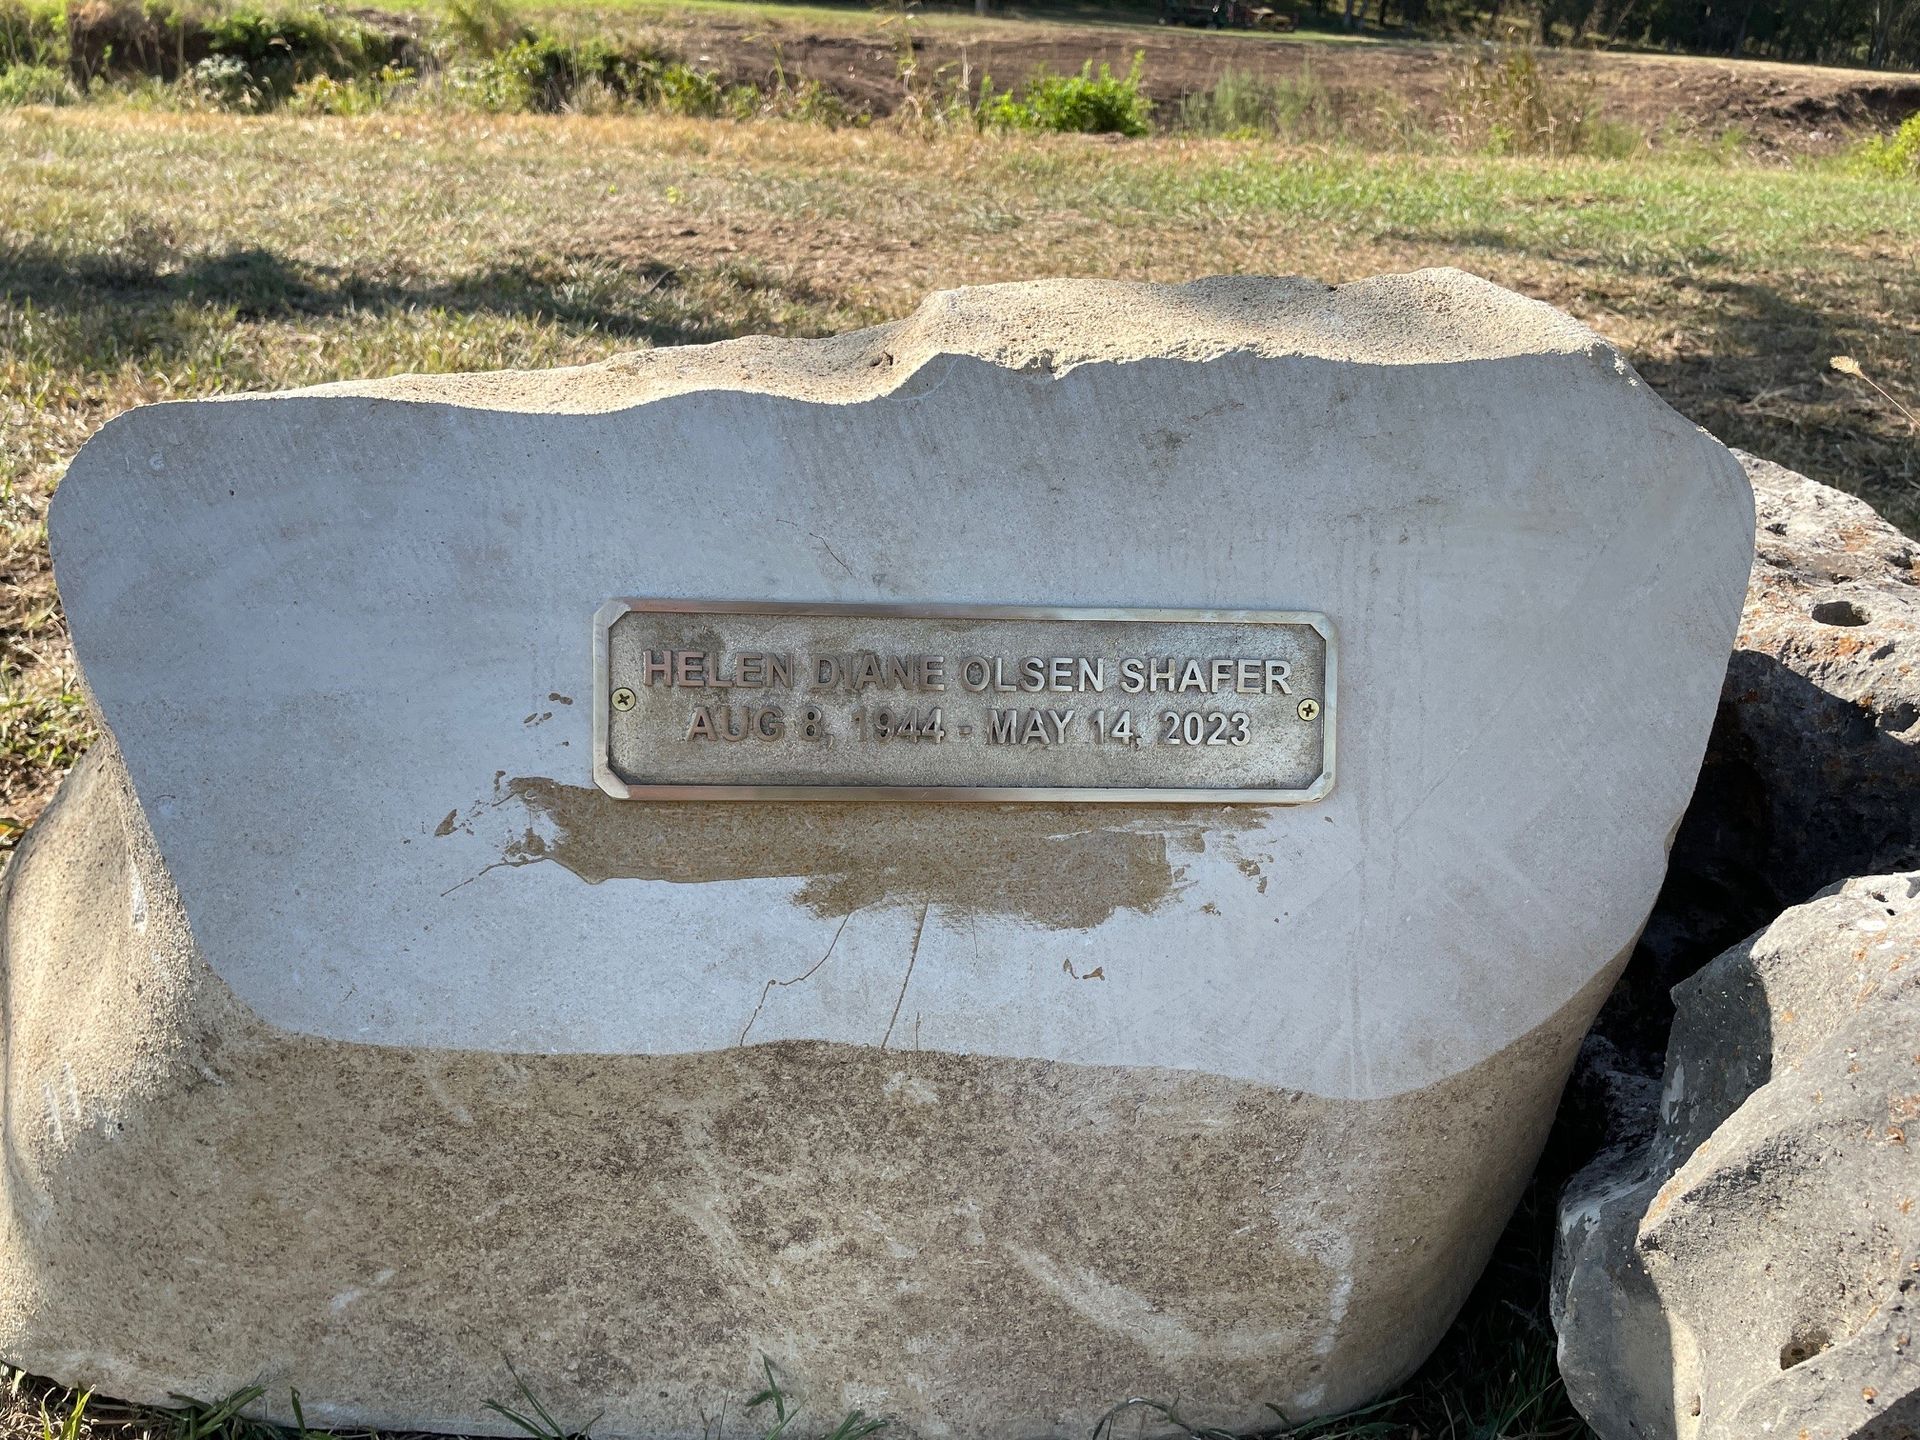 HELEN DIANE OLSEN SHAFER
AUG 8, 1944 - MAY 14, 2023